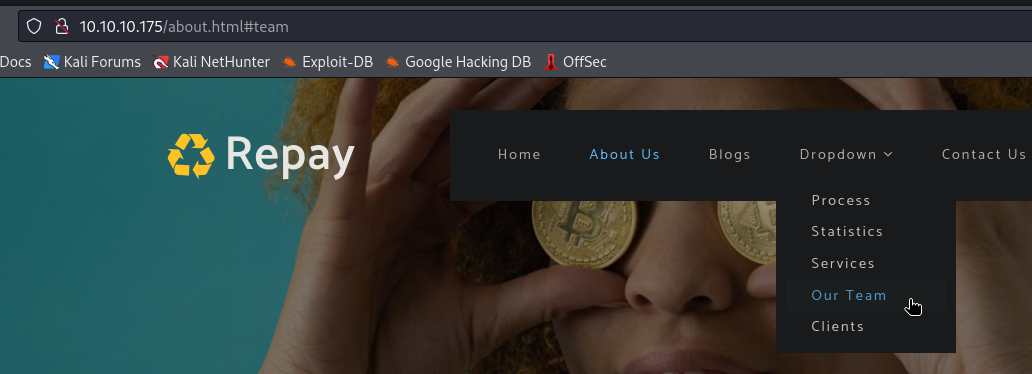 10.10.10.175/about.html#team
Docs Kali Forums Kali NetHunter Exploit-DB Google Hacking DB OffSec
Repay Home About Us Blogs Dropdown Contact Us
Process
Statistics
Services
Our Team
Clients